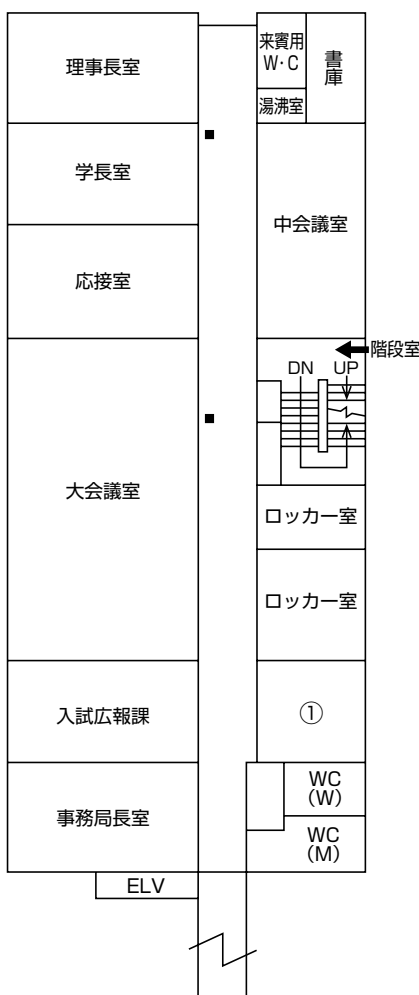 来賓用
W・C
書庫
理事長室
湯沸室
学長室
中会議室
応接室
階段室
DN
UP
大会議室
ロッカー室
ロッカー室
入試広報課
①
WC
(W)
事務局長室
WC
(M)
ELV